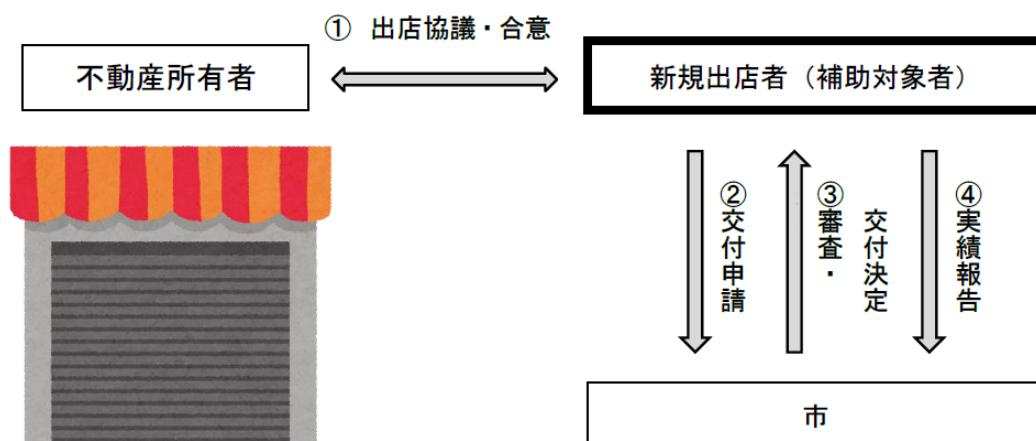 ① 出店協議・合意
不動産所有者
新規出店者（補助対象者）
②交付申請
③審査・
交付決定
④実績報告
市